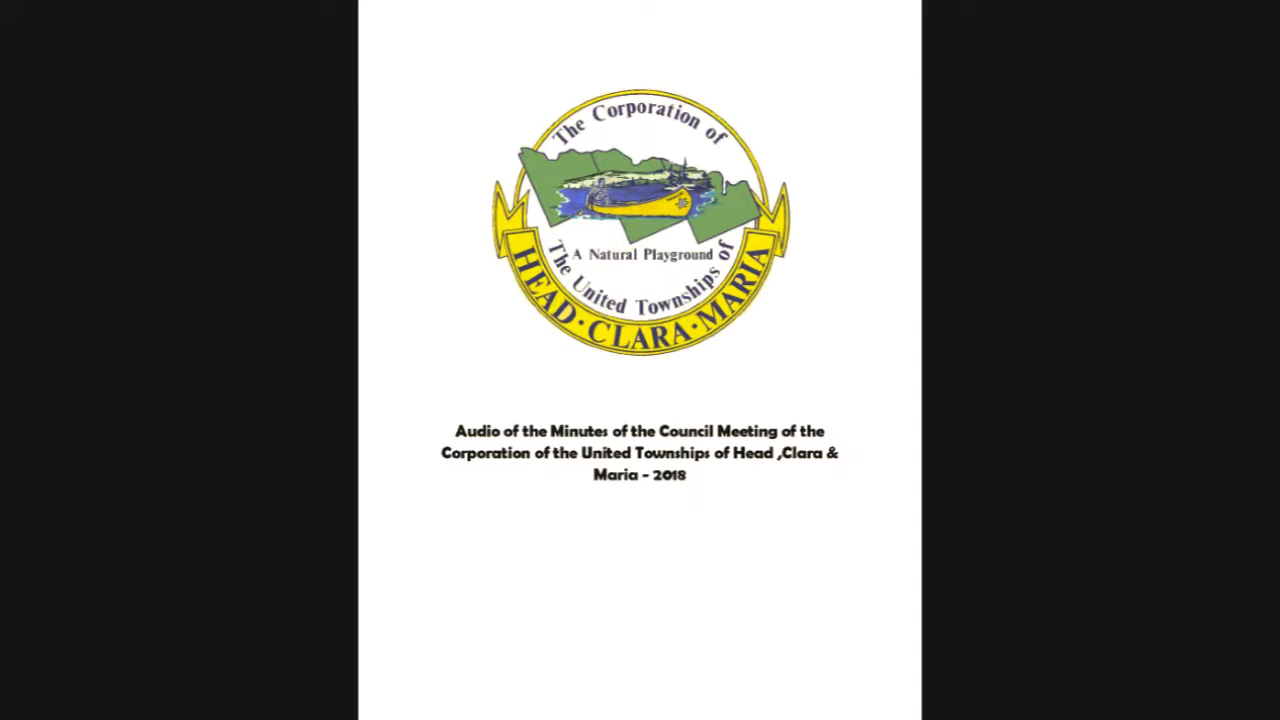 The Corporation of
A Natural Playground
The United Townships of
HEAD · CLARA · MARIA
Audio of the Minutes of the Council Meeting of the
Corporation of the United Townships of Head ,Clara &
Maria - 2018